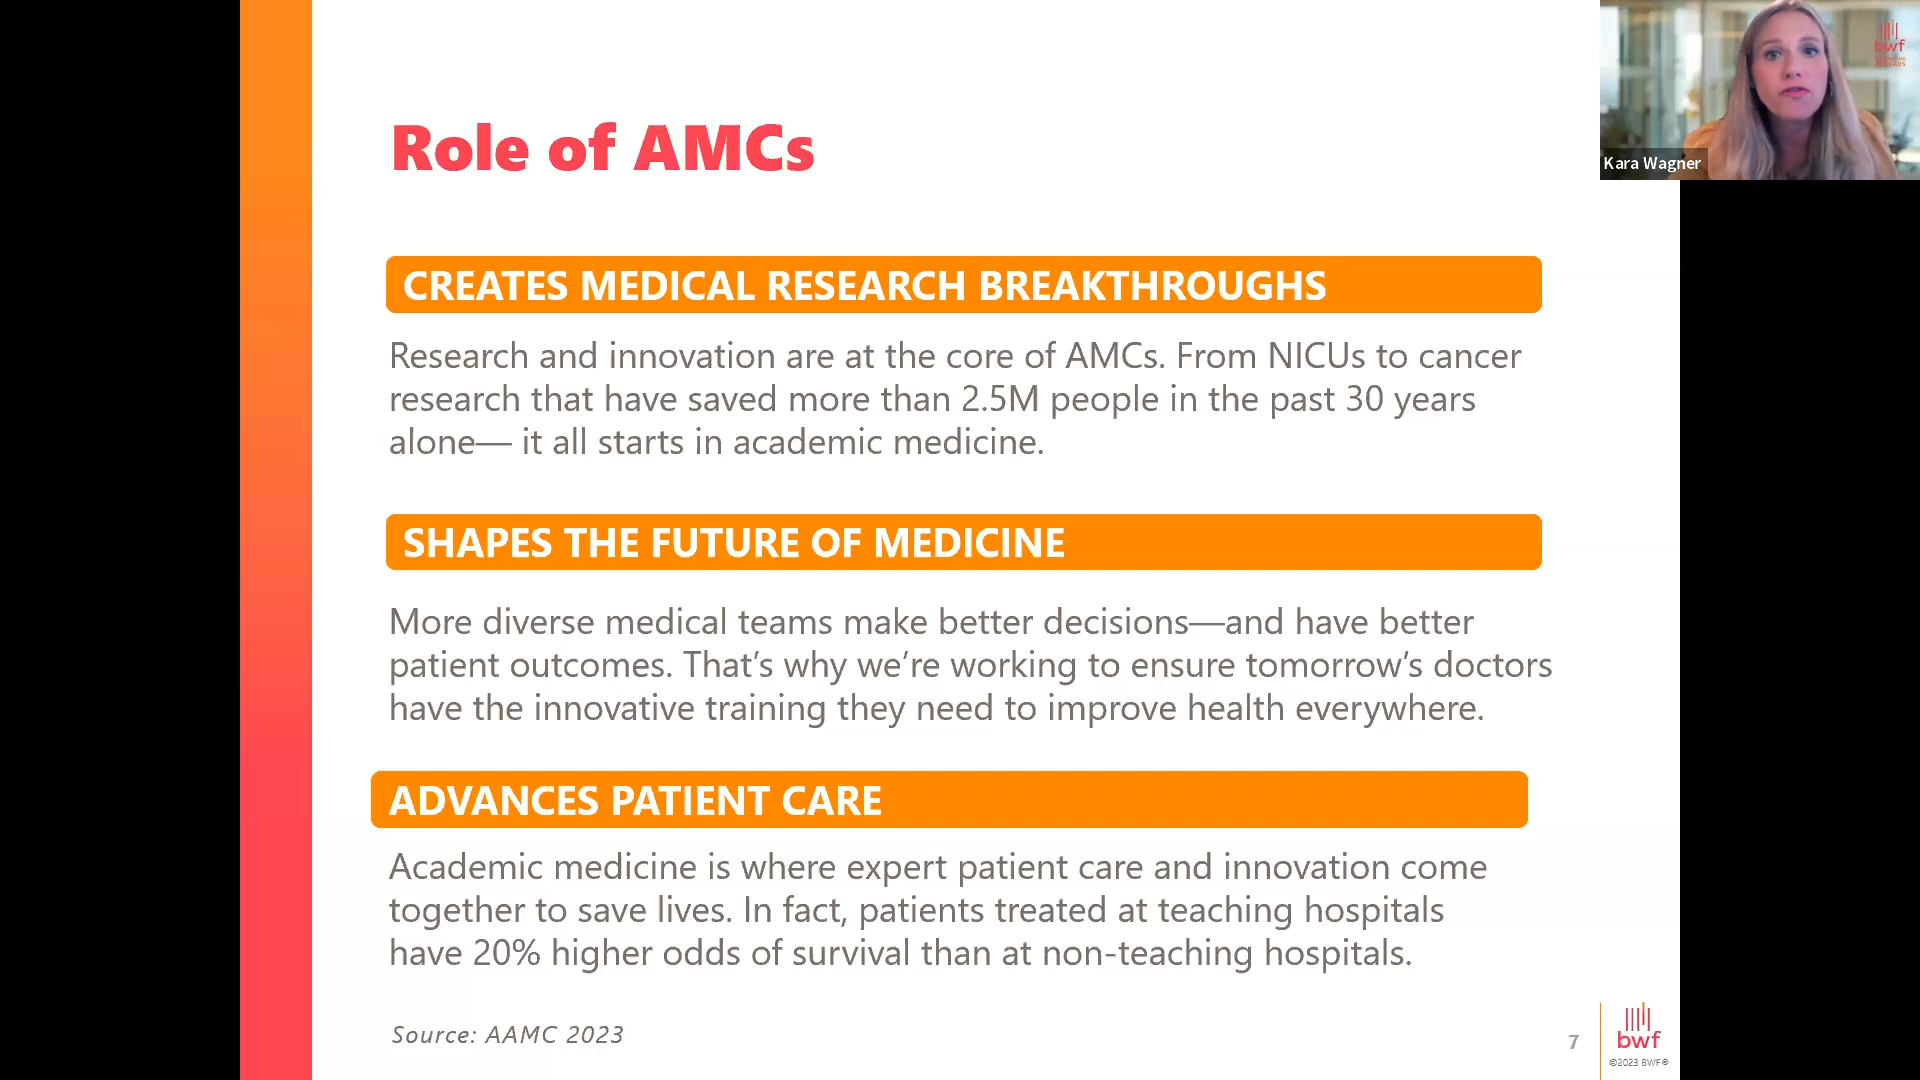 Role of AMCs
CREATES MEDICAL RESEARCH BREAKTHROUGHS
Research and innovation are at the core of AMCs. From NICUs to cancer
research that have saved more than 2.5M people in the past 30 years
alone— it all starts in academic medicine.
SHAPES THE FUTURE OF MEDICINE
More diverse medical teams make better decisions—and have better
patient outcomes. That’s why we’re working to ensure tomorrow’s doctors
have the innovative training they need to improve health everywhere.
ADVANCES PATIENT CARE
Academic medicine is where expert patient care and innovation come
together to save lives. In fact, patients treated at teaching hospitals
have 20% higher odds of survival than at non-teaching hospitals.
Source: AAMC 2023
7
bwf
©2023 BWF®
bwf
Kara Wagner